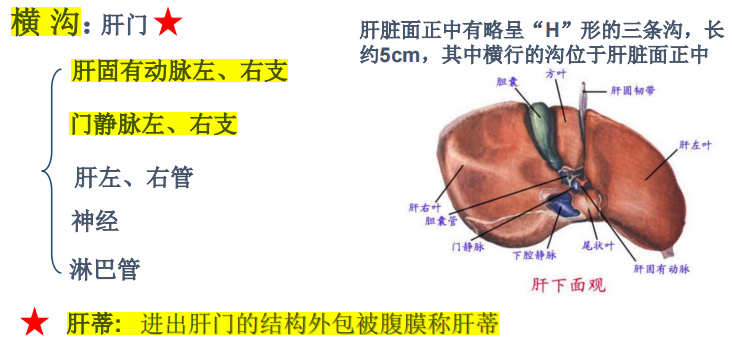 横 沟：肝门
肝固有动脉左、右支
门静脉左、右支
肝左、右管
神经
淋巴管
肝蒂: 进出肝门的结构外包被腹膜称肝蒂
肝脏面正中有略呈“H”形的三条沟，长
约5cm，其中横行的沟位于肝脏面正中
方叶
胆囊
肝圆韧带
肝左叶
肝右叶
胆囊管
门静脉
下腔静脉
尾状叶
肝固有动脉
肝下面观